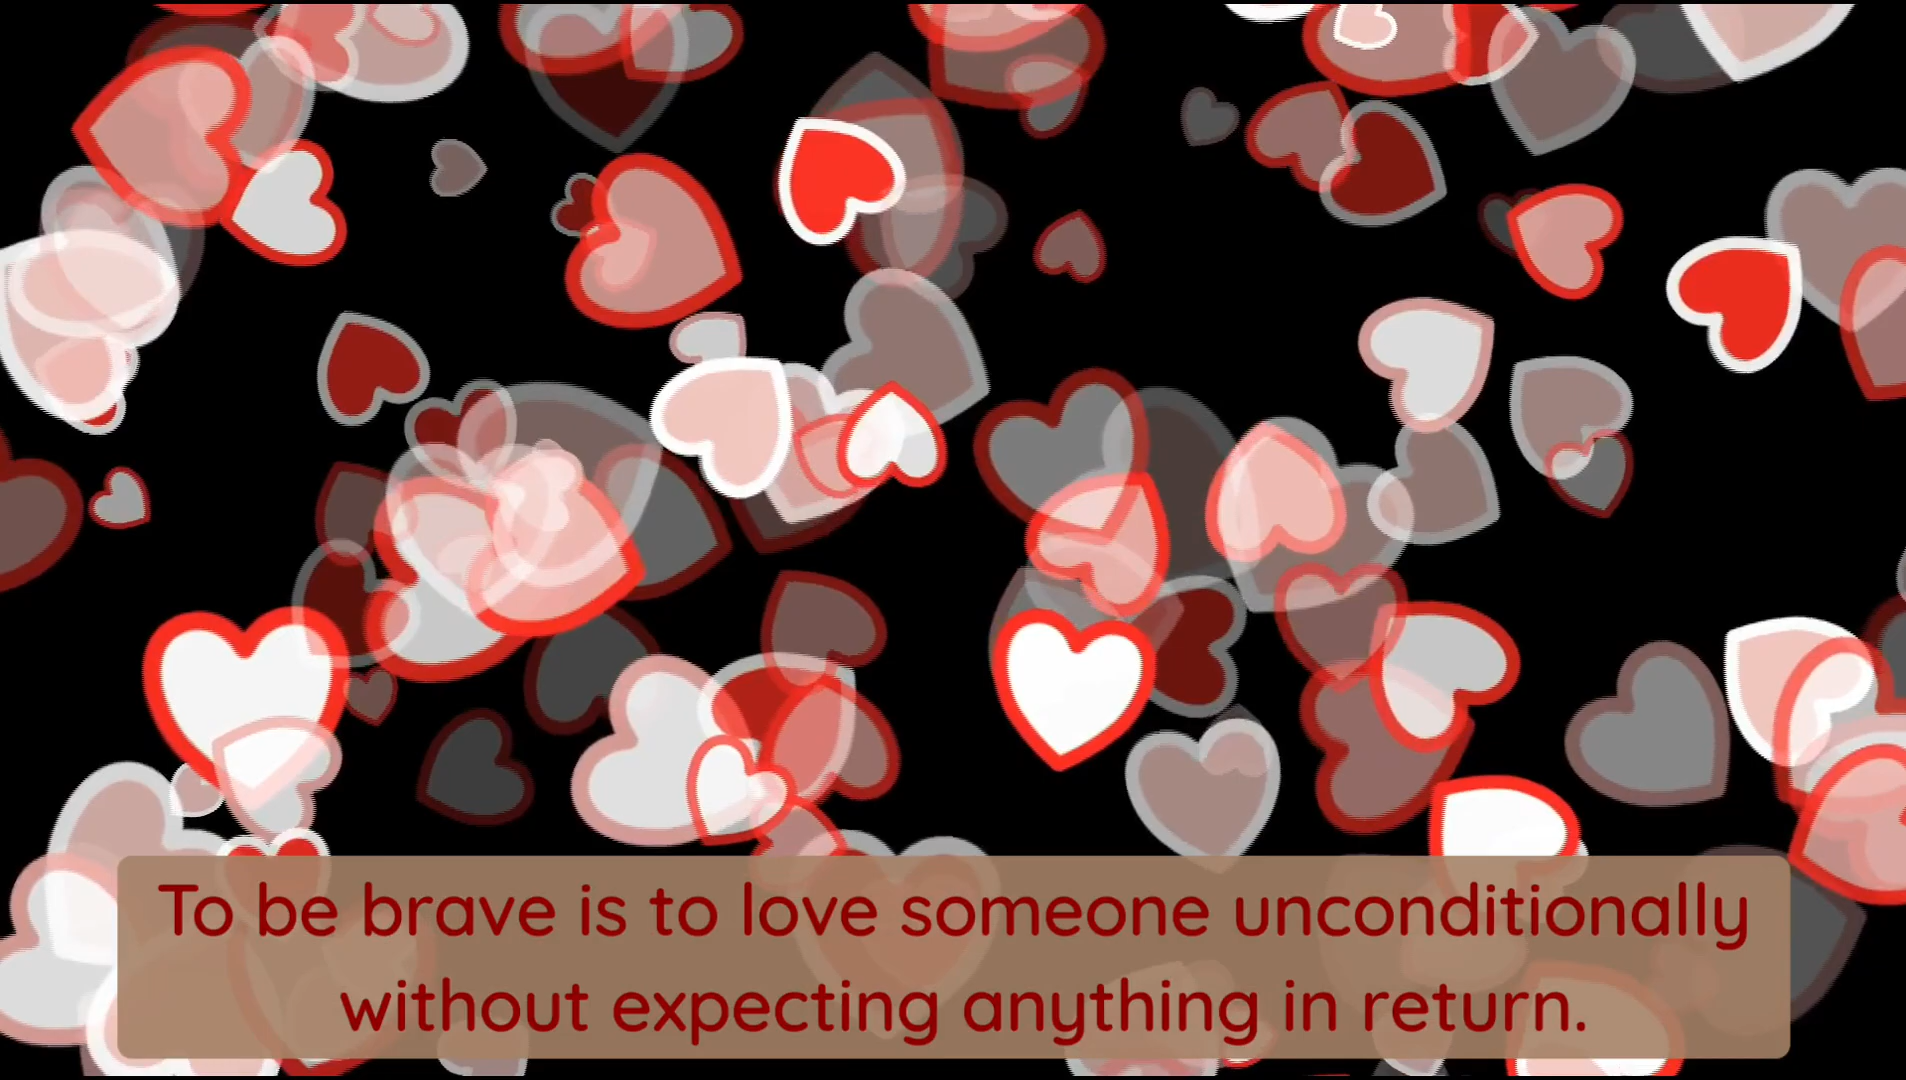 To be brave is to love someone unconditionally
without expecting anything in return.